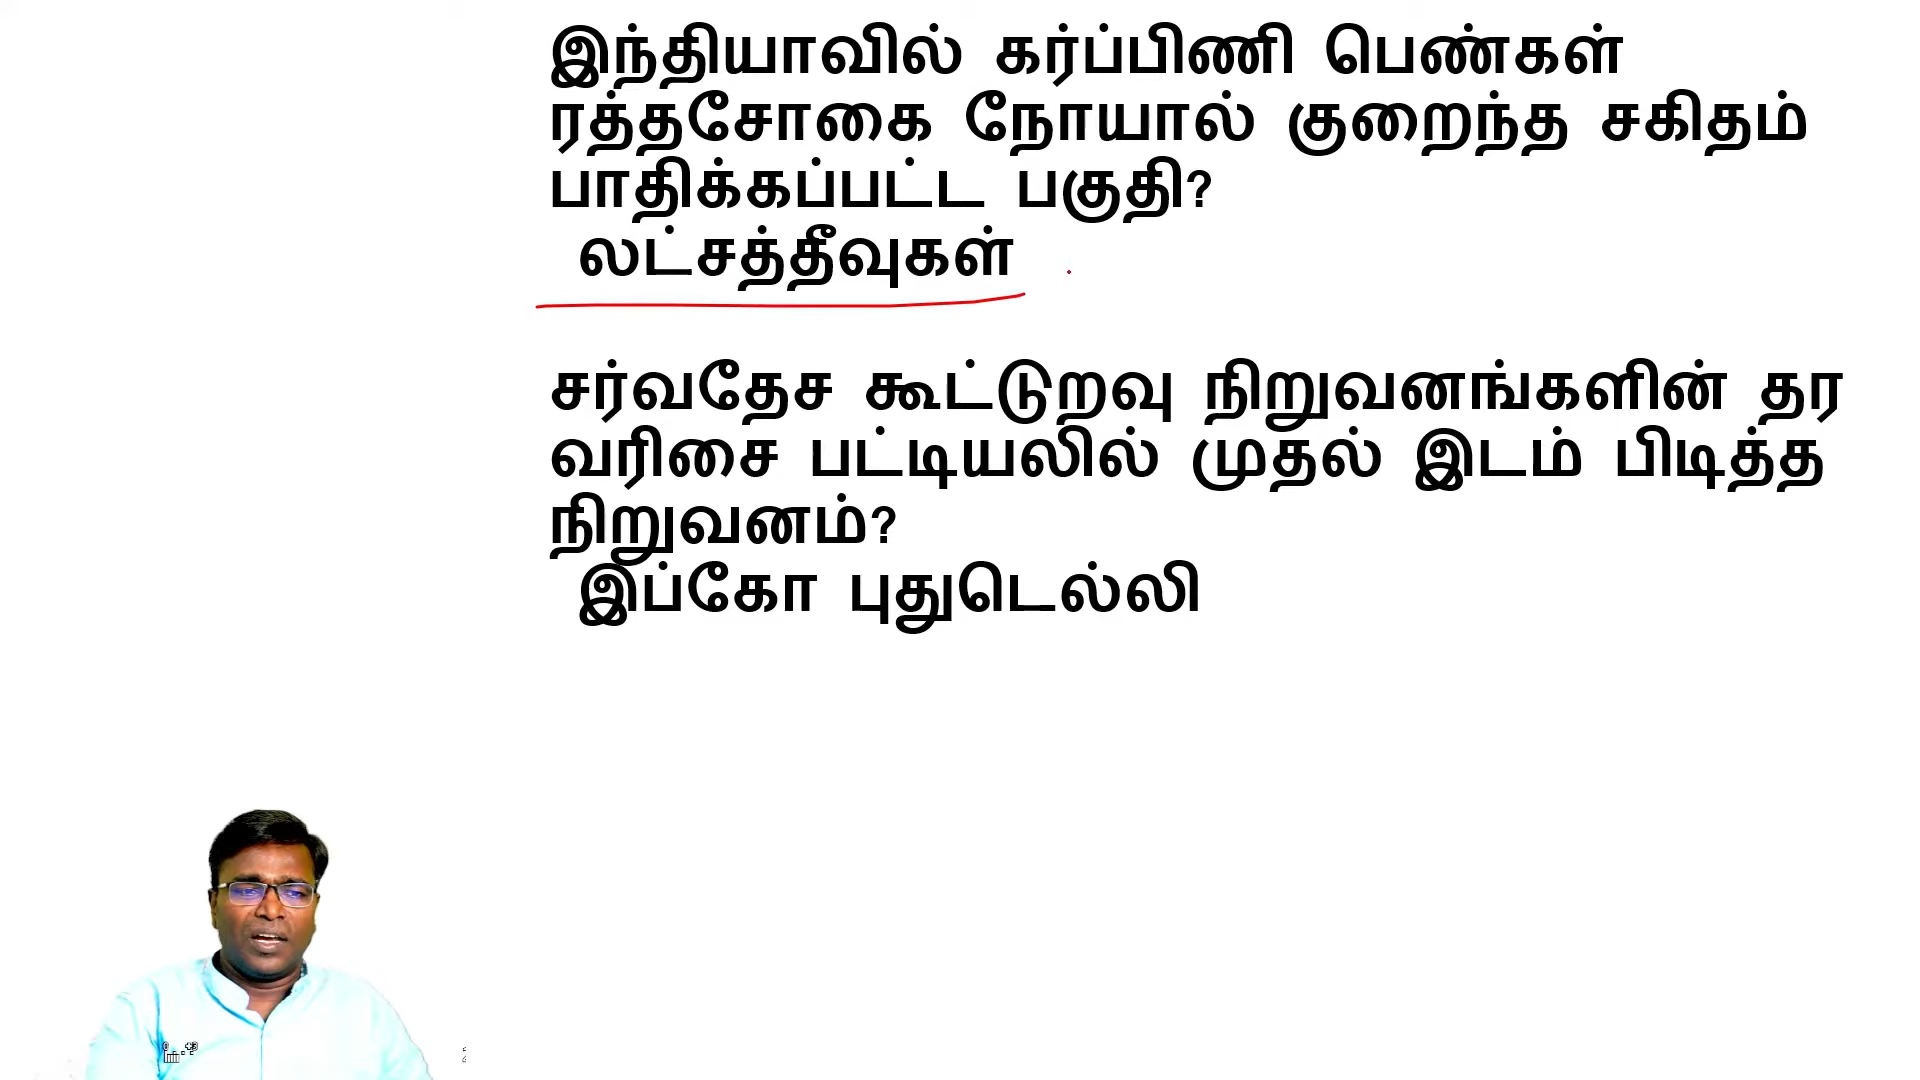 இந்தியாவில் கர்ப்பிணி பெண்கள்
ரத்தசோகை நோயால் குறைந்த சகிதம்
பாதிக்கப்பட்ட பகுதி?
லட்சத்தீவுகள்
சர்வதேச கூட்டுறவு நிறுவனங்களின் தர
வரிசை பட்டியலில் முதல் இடம் பிடித்த
நிறுவனம்?
இப்கோ புதுடெல்லி